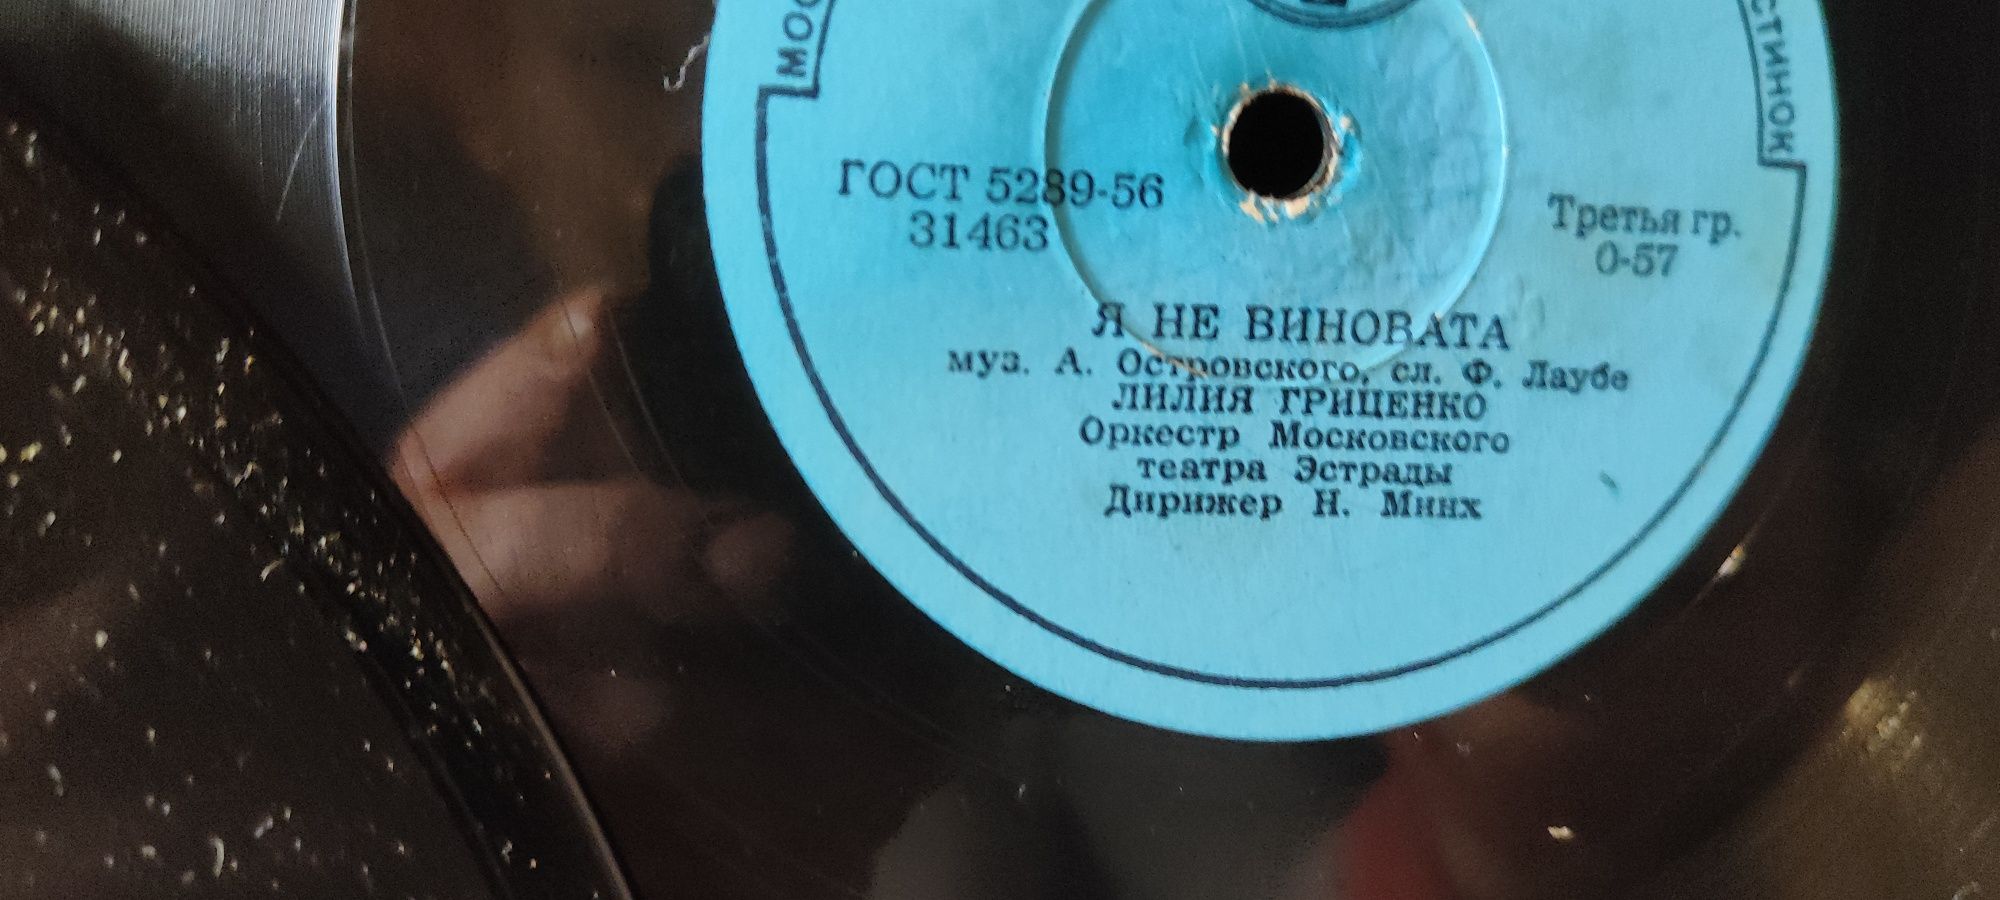 ГОСТ 5289-56
31463
Третья гр.
0-57
Я НЕ ВИНОВАТА
муз. А. Островского, сл. Ф. Лаубе
ЛИЛИЯ ГРИЦЕНКО
Оркестр Московского
театра Эстрады
Дирижер Н. Минх